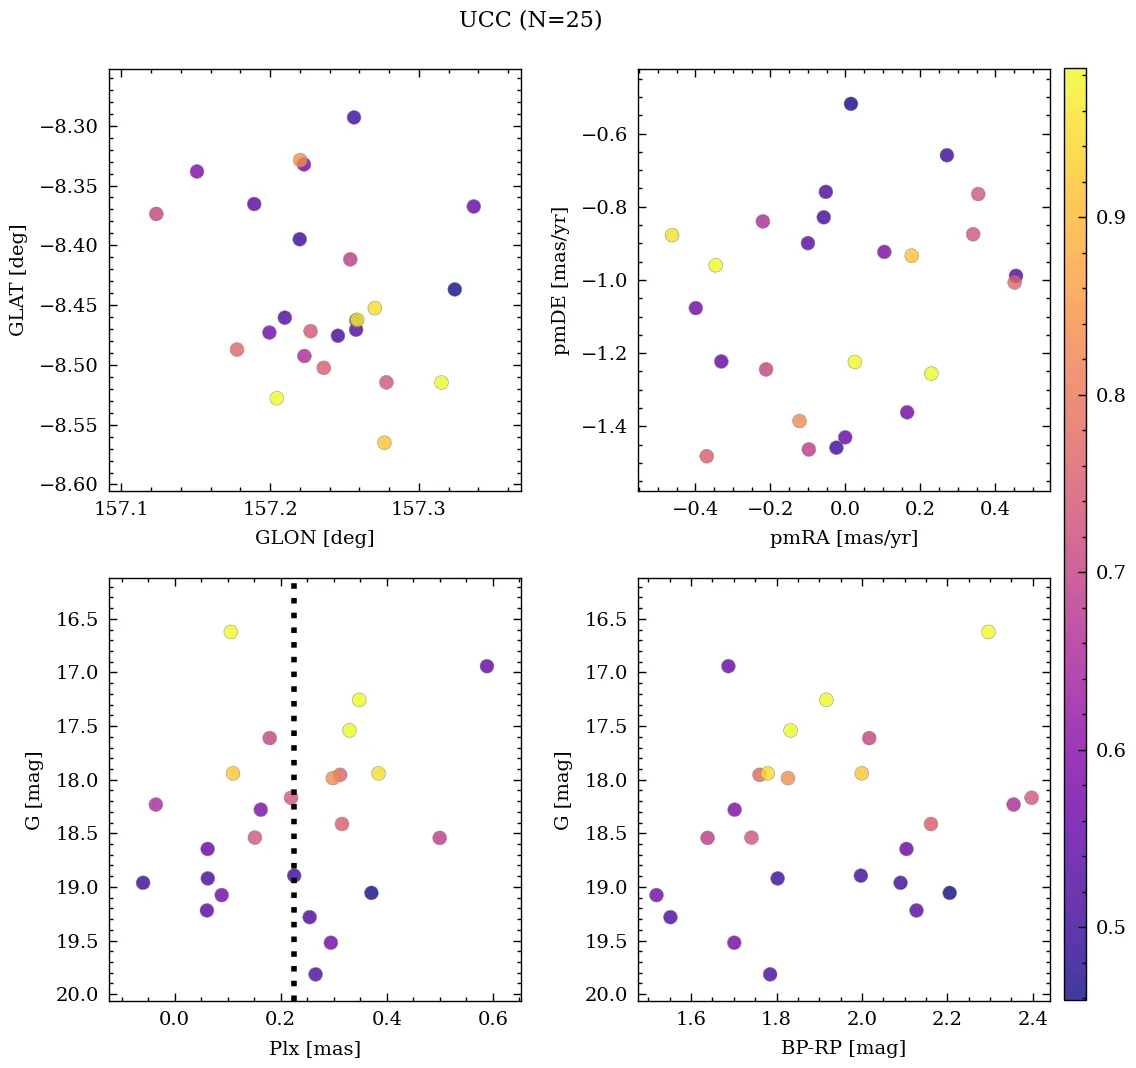 UCC (N=25)
−8.30
−8.35
−8.40
−8.45
−8.50
−8.55
−8.60
GLAT [deg]
157.1 157.2 157.3
GLON [deg]
−0.6
−0.8
−1.0
−1.2
−1.4
pmDE [mas/yr]
−0.4 −0.2 0.0 0.2 0.4
pmRA [mas/yr]
0.9
0.8
0.7
0.6
0.5
16.5
17.0
17.5
18.0
18.5
19.0
19.5
20.0
G [mag]
0.0 0.2 0.4 0.6
Plx [mas]
16.5
17.0
17.5
18.0
18.5
19.0
19.5
20.0
G [mag]
1.6 1.8 2.0 2.2 2.4
BP-RP [mag]